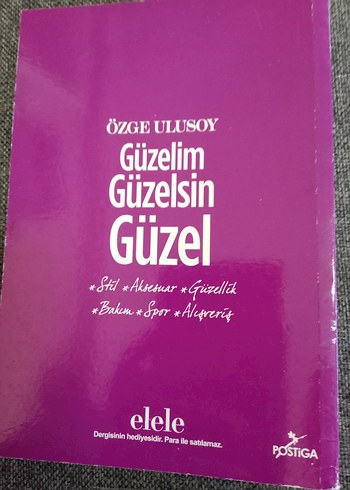 ÖZGE ULUSOY
Güzelim
Güzelsin
Güzel
*Stil *Aksesuar *Güzellik
*Bakım *Spor *Alışveriş
elele
Dergisinin hediyesidir. Para ile satılamaz.
POSTiGA